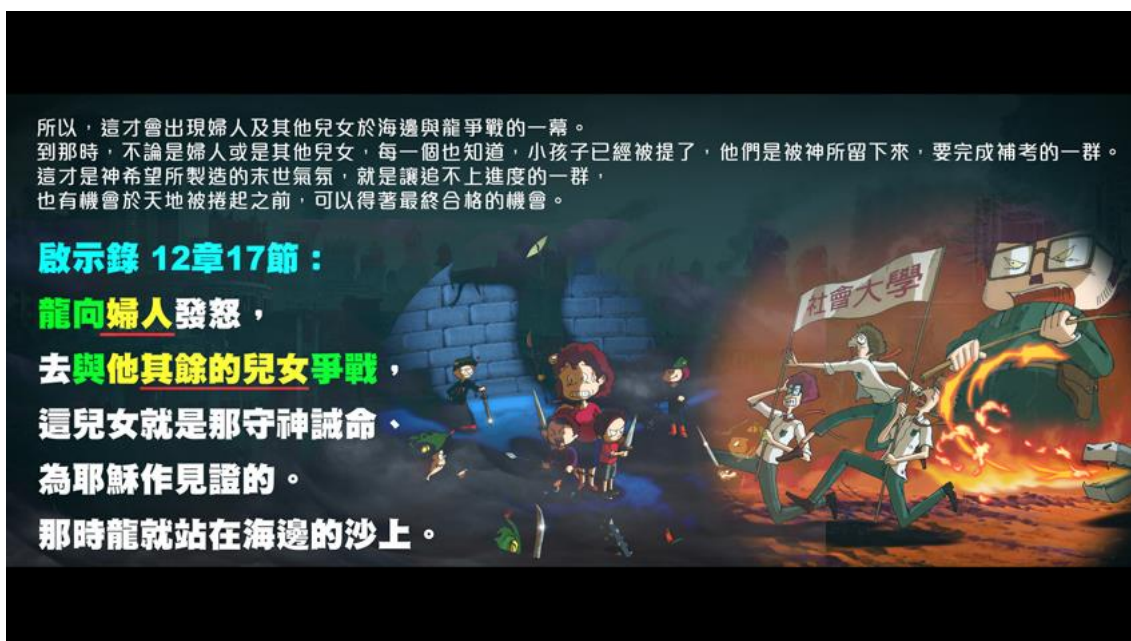 所以，這才會出現婦人及其他兒女於海邊與龍爭戰的一幕。
到那時，不論是婦人或是其他兒女，每一個也知道，小孩子已經被提了，他們是被神所留下來，要完成補考的一群。
這才是神希望所製造的末世氣氛，就是讓追不上進度的一群，
也有機會於天地被捲起之前，可以得著最終合格的機會。
啟示錄 12章17節：
龍向婦人發怒，
去與他其餘的兒女爭戰，
這兒女就是那守神誡命、
為耶穌作見證的。
那時龍就站在海邊的沙上。
社會大學